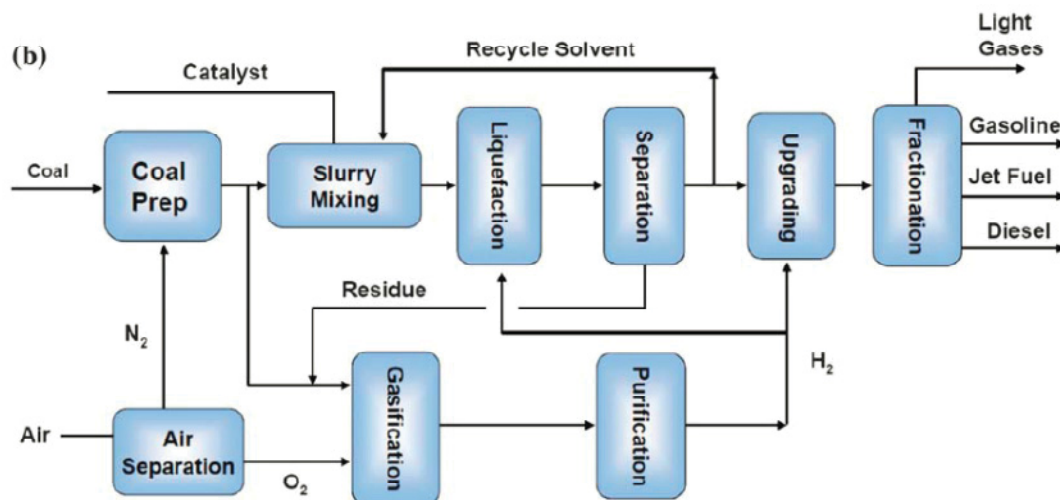 (b)
Light
Gases
Recycle Solvent
Catalyst
Coal
Coal
Prep
Slurry
Mixing
Liquefaction
Separation
Upgrading
Fractionation
Gasoline
Jet Fuel
Diesel
Residue
N₂
H₂
Air
Air
Separation
O₂
Gasification
Purification